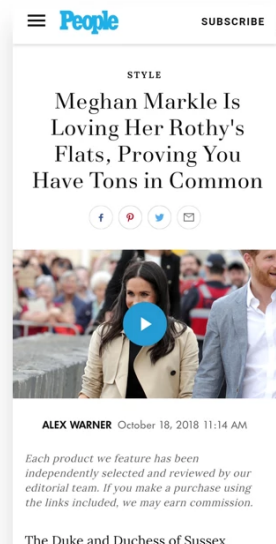 People
SUBSCRIBE
STYLE
Meghan Markle Is
Loving Her Rothy's
Flats, Proving You
Have Tons in Common
ALEX WARNER October 18, 2018 11:14 AM
Each product we feature has been
independently selected and reviewed by our
editorial team. If you make a purchase using
the links included, we may earn commission.
The Duke and Duchess of Sussex